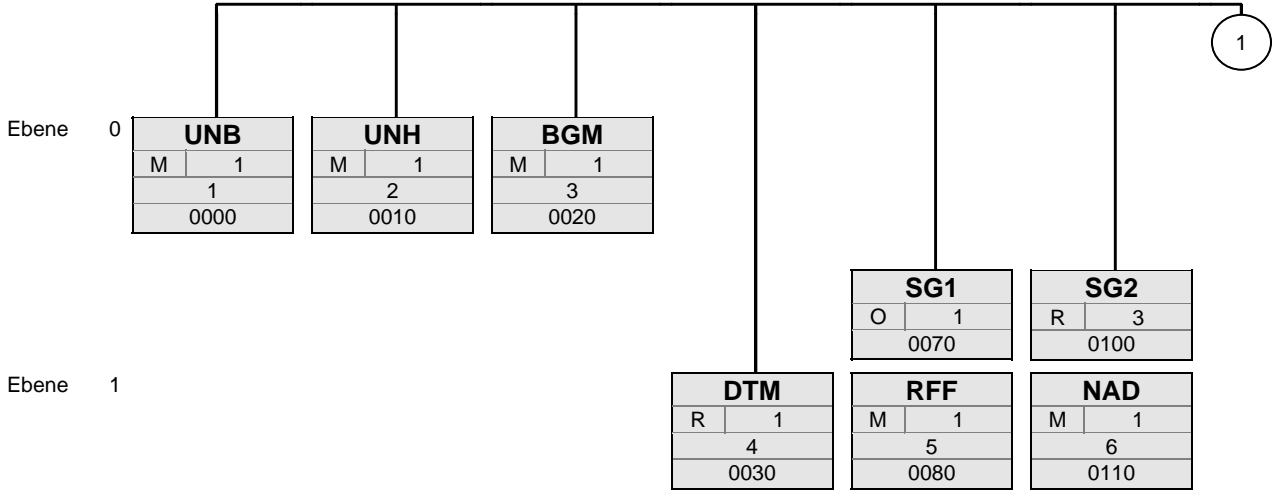 1
Ebene 0
UNB UNH BGM
M 1 M 1 M 1
1 2 3
0000 0010 0020
SG1 SG2
O 1 R 3
0070 0100
Ebene 1
DTM RFF NAD
R 1 M 1 M 1
4 5 6
0030 0080 0110